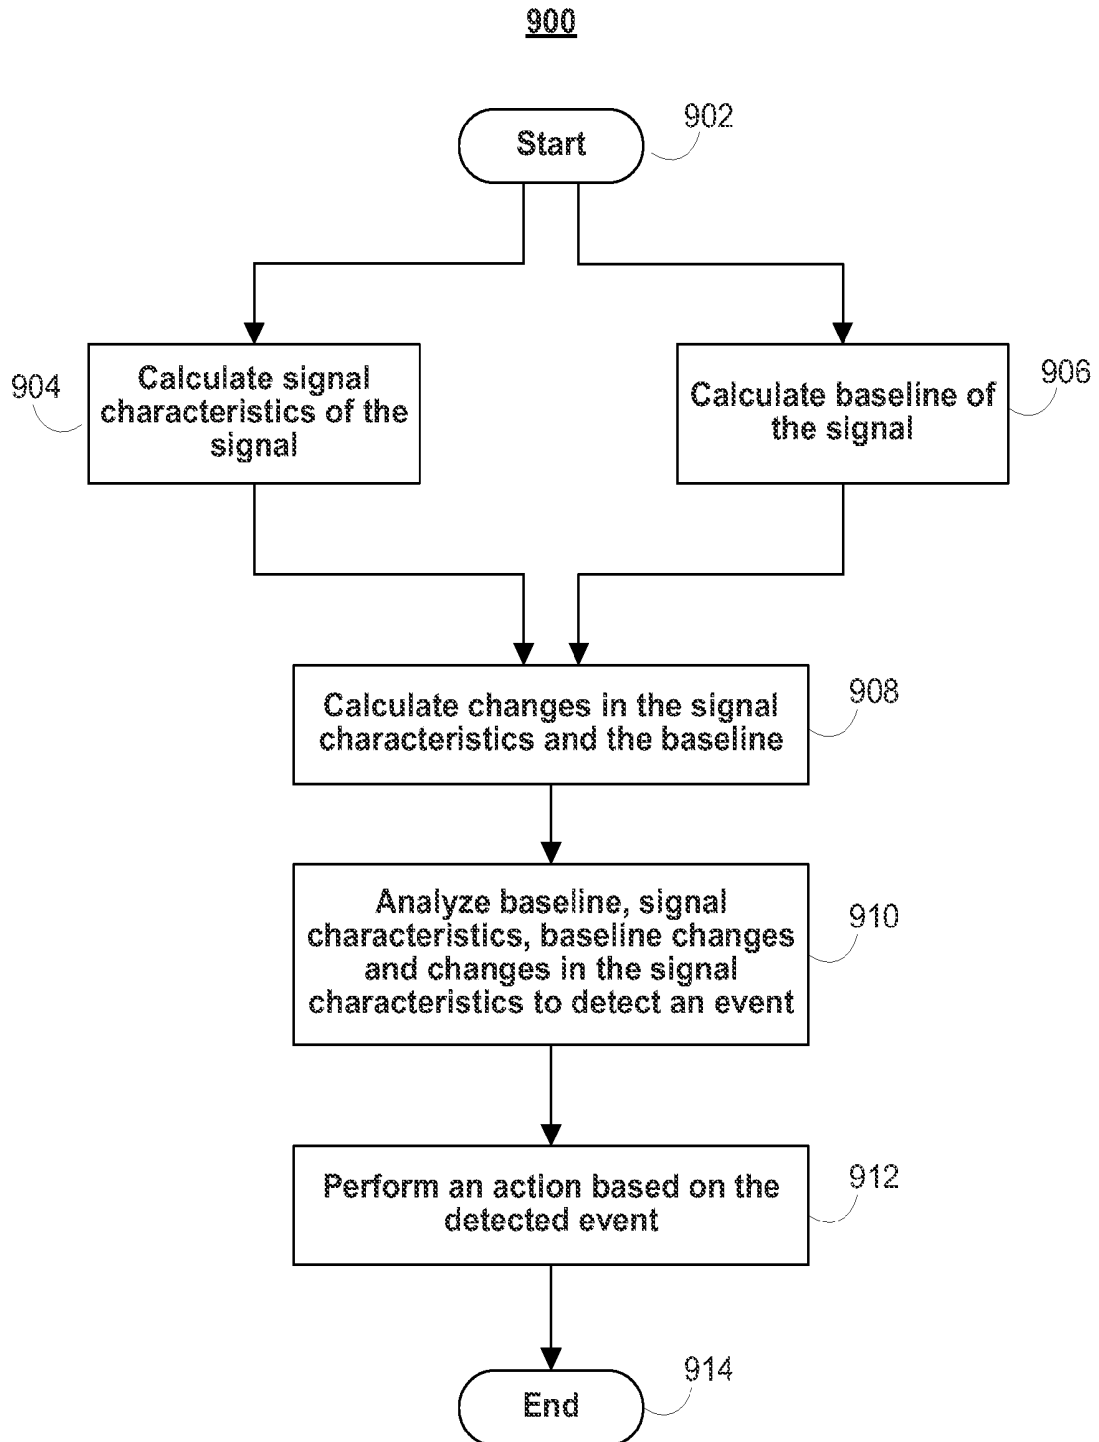 900
Start
902
904
Calculate signal
characteristics of the
signal
Calculate baseline of
the signal
906
Calculate changes in the signal
characteristics and the baseline
908
Analyze baseline, signal
characteristics, baseline changes
and changes in the signal
characteristics to detect an event
910
Perform an action based on the
detected event
912
End
914